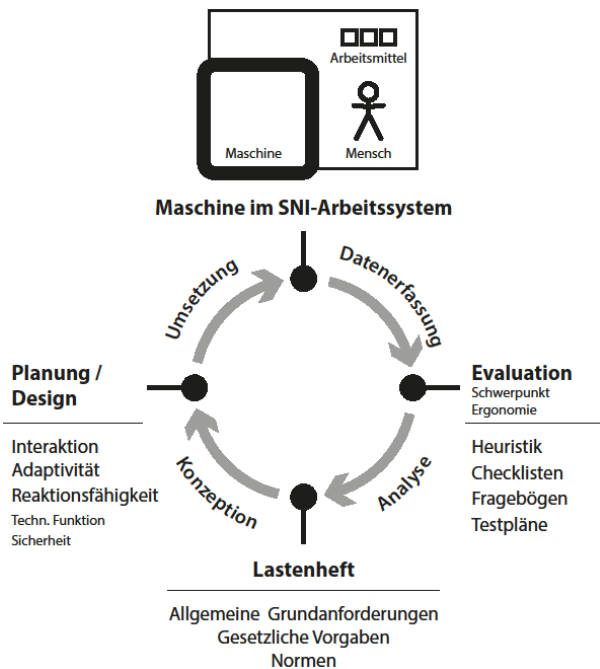 Arbeitsmittel
Maschine
Mensch
Maschine im SNI-Arbeitssystem
Umsetzung
Datenerfassung
Planung /
Design
Interaktion
Adaptivität
Reaktionsfähigkeit
Techn. Funktion
Sicherheit
Evaluation
Schwerpunkt
Ergonomie
Heuristik
Checklisten
Fragebögen
Testpläne
Konzeption
Analyse
Lastenheft
Allgemeine Grundanforderungen
Gesetzliche Vorgaben
Normen